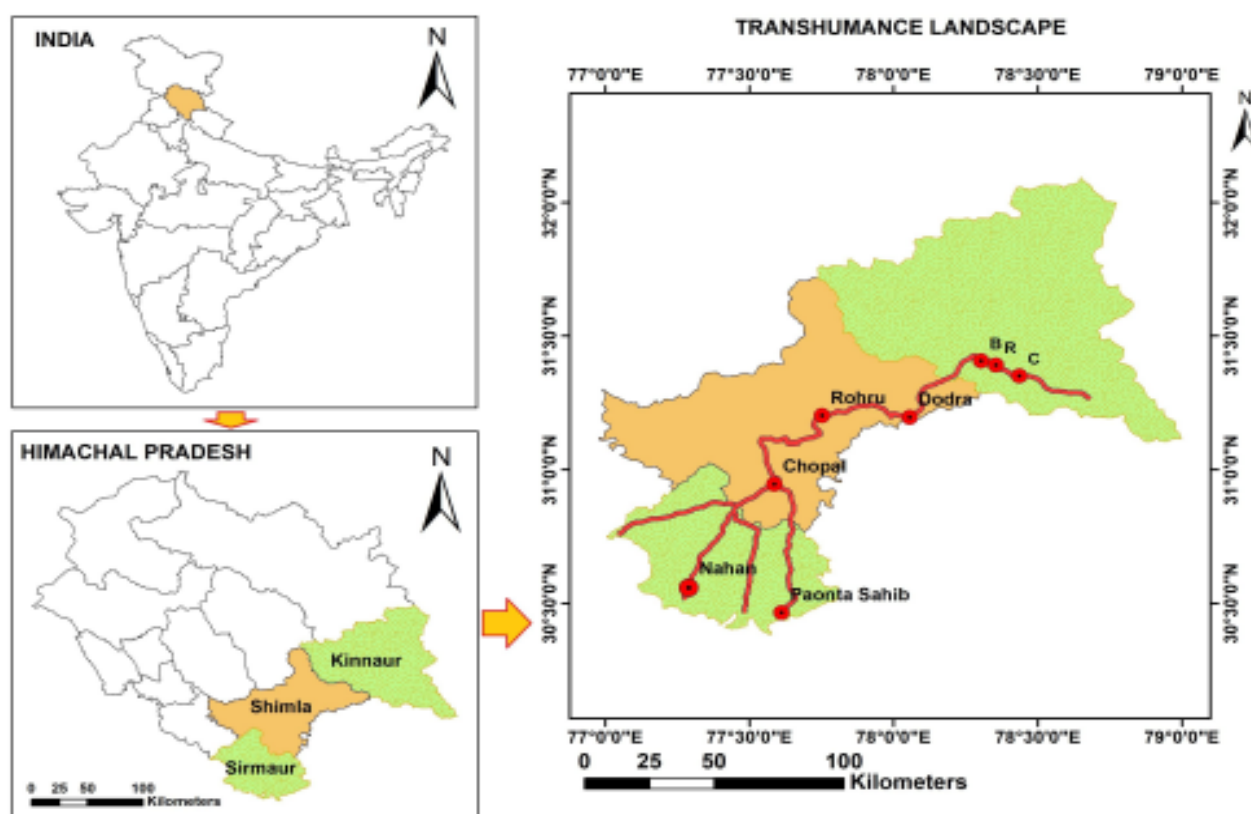 INDIA
N
HIMACHAL PRADESH
N
Kinnaur
Shimla
Sirmaur
0 25 50 100
Kilometers
TRANSHUMANCE LANDSCAPE
77°0'0"E 77°30'0"E 78°0'0"E 78°30'0"E 79°0'0"E
N
32°0'0"N 32°0'0"N
31°30'0"N 31°30'0"N
B R C
Rohru Dodra
31°0'0"N 31°0'0"N
Chopal
Nahan
Paonta Sahib
30°30'0"N 30°30'0"N
77°0'0"E 77°30'0"E 78°0'0"E 78°30'0"E 79°0'0"E
0 25 50 100
Kilometers